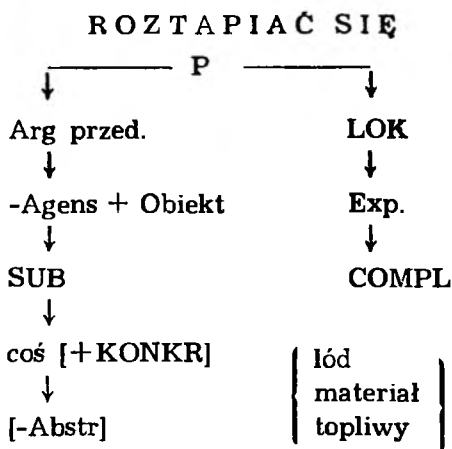 ROZTAPIAĆ SIĘ
P
Arg przed. LOK
-Agens + Obiekt Exp.
SUB COMPL
coś [+KONKR] lód
materiał
[-Abstr] topliwy